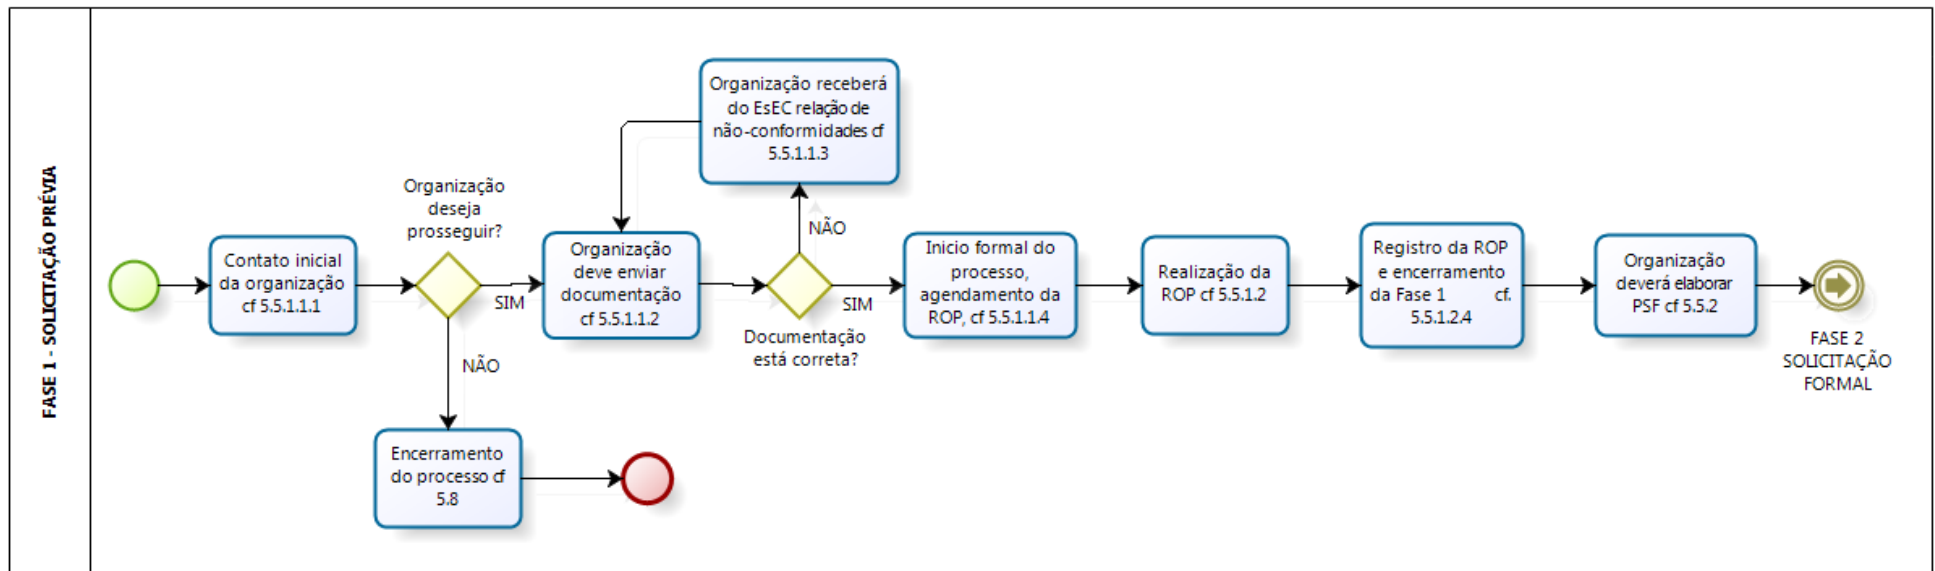 FASE 1 - SOLICITAÇÃO PRÉVIA
Contato inicial
da organização
cf 5.5.1.1.1
Organização
deseja
prosseguir?
SIM
NÃO
Encerramento
do processo cf
5.8
Organização
deve enviar
documentação
cf 5.5.1.1.2
Organização receberá
do EsEC relação de
não-conformidades cf
5.5.1.1.3
NÃO
SIM
Documentação
está correta?
Inicio formal do
processo,
agendamento da
ROP, cf 5.5.1.1.4
Realização da
ROP cf 5.5.1.2
Registro da ROP
e encerramento
da Fase 1 cf.
5.5.1.2.4
Organização
deverá elaborar
PSF cf 5.5.2
FASE 2
SOLICITAÇÃO
FORMAL